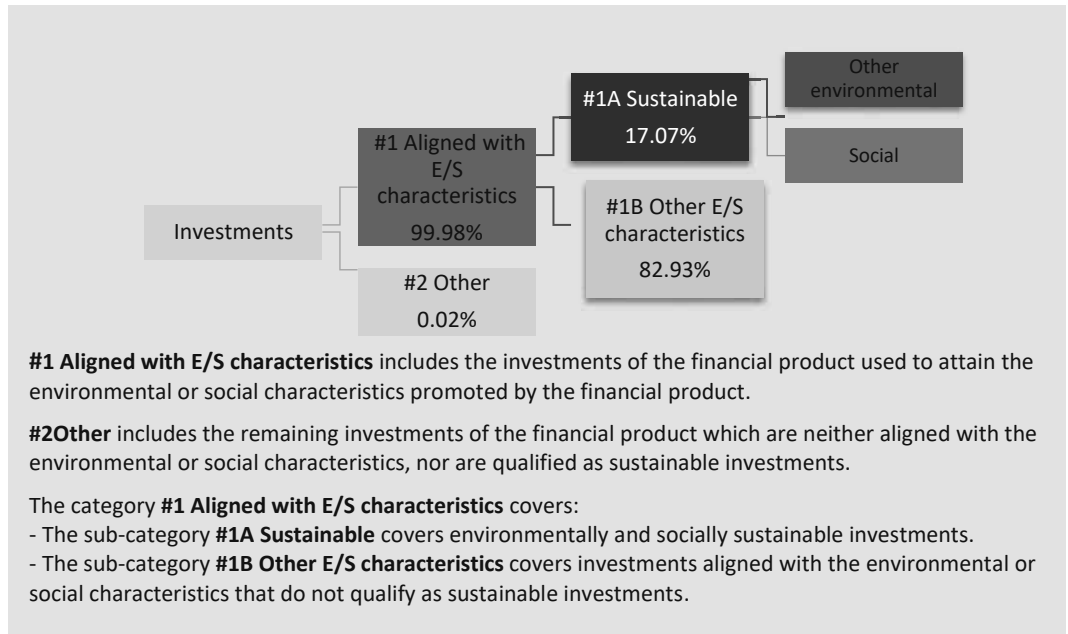 Other
environmental
#1A Sustainable
17.07%
Social
#1 Aligned with
E/S
characteristics
99.98%
#1B Other E/S
characteristics
82.93%
Investments
#2 Other
0.02%
#1 Aligned with E/S characteristics includes the investments of the financial product used to attain the
environmental or social characteristics promoted by the financial product.
#2Other includes the remaining investments of the financial product which are neither aligned with the
environmental or social characteristics, nor are qualified as sustainable investments.
The category #1 Aligned with E/S characteristics covers:
- The sub-category #1A Sustainable covers environmentally and socially sustainable investments.
- The sub-category #1B Other E/S characteristics covers investments aligned with the environmental or
social characteristics that do not qualify as sustainable investments.